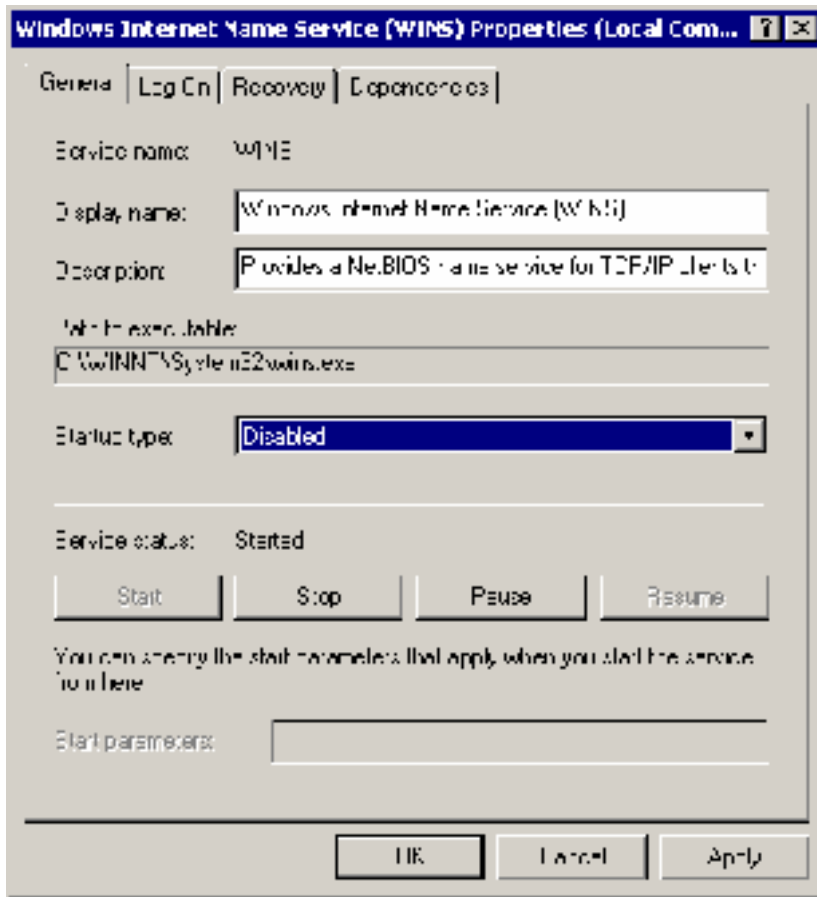 Windows Internet Name Service (WINS) Properties (Local Com...
General Log On Recovery Dependencies
Service name: WINS
Display name: Windows Internet Name Service (WINS)
Description: Provides a NetBIOS name service for TCP/IP clients t
Path to executable:
C:\WINNT\System32\wins.exe
Startup type: Disabled
Service status: Started
Start Stop Pause Resume
You can specify the start parameters that apply when you start the service
from here.
Start parameters:
OK Cancel Apply